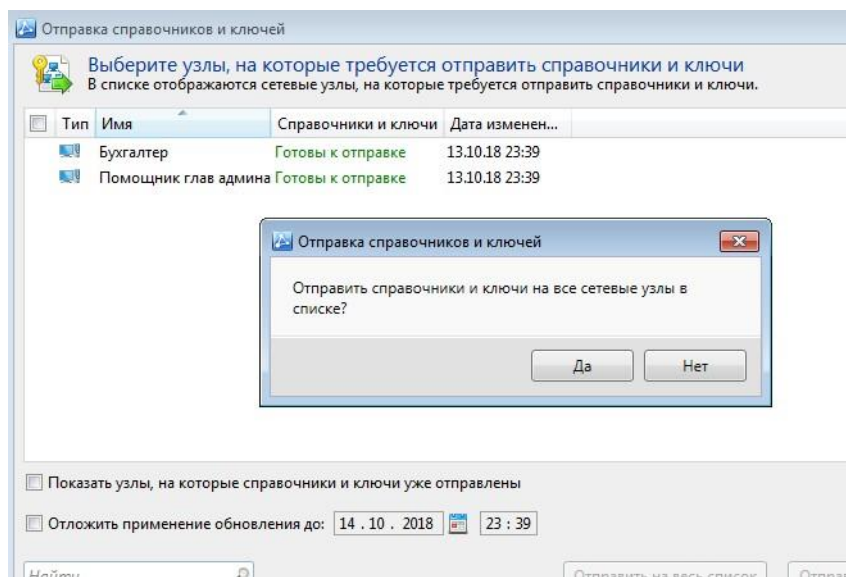 Отправка справочников и ключей
Выберите узлы, на которые требуется отправить справочники и ключи
В списке отображаются сетевые узлы, на которые требуется отправить справочники и ключи.
Тип Имя Справочники и ключи Дата изменен...
Бухгалтер Готовы к отправке 13.10.18 23:39
Помощник глав админа Готовы к отправке 13.10.18 23:39
Отправка справочников и ключей
Отправить справочники и ключи на все сетевые узлы в
списке?
Да Нет
Показать узлы, на которые справочники и ключи уже отправлены
Отложить применение обновления до: 14 . 10 . 2018 23 : 39
Найти Отправить на весь список